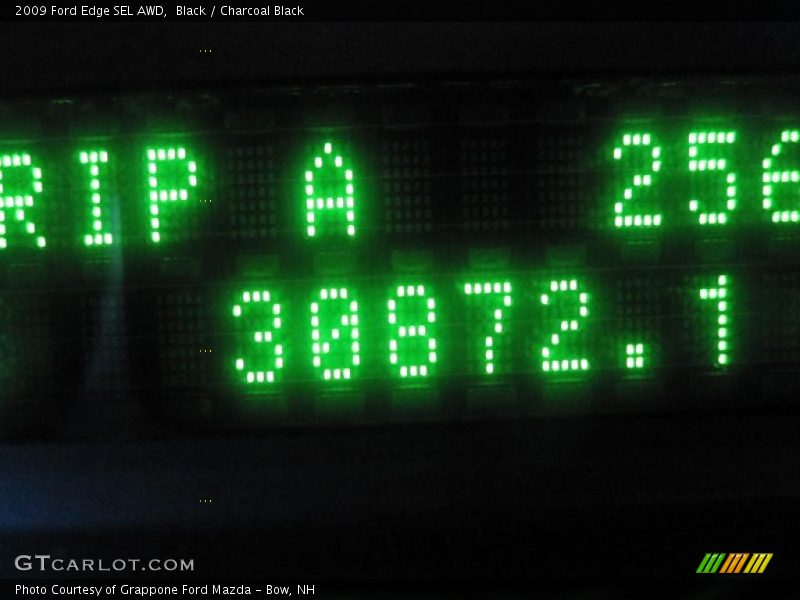 2009 Ford Edge SEL AWD,  Black / Charcoal Black
RIP A 256
30872.1
GTCARLOT.COM
Photo Courtesy of Grappone Ford Mazda - Bow, NH